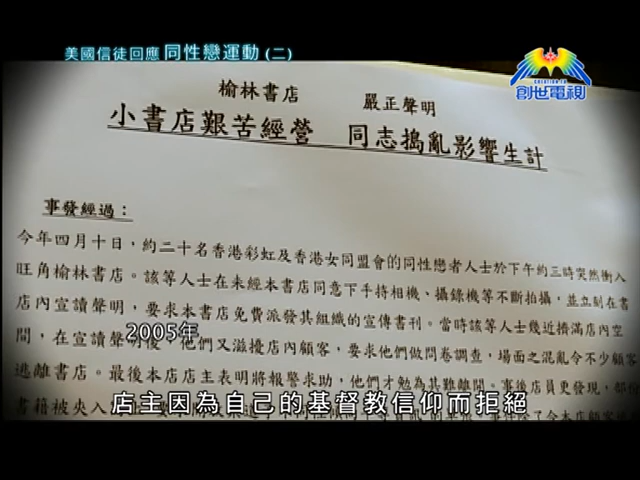 美國信徒回應 同性戀運動 (二)
創世電視
榆林書店 嚴正聲明
小書店艱苦經營 同志搗亂影響生計
事發經過：
今年四月十日，約二十名香港彩虹及香港女同盟會的同性戀者人士於下午約三時突然衝入
旺角榆林書店。該等人士在未經本書店同意下手持相機、攝錄機等不斷拍攝，並立刻在書
店內宣讀聲明，要求本書店免費派發其組織的宣傳書刊。當時該等人士幾近擠滿店內空
間，在宣讀聲明後，他們又滋擾店內顧客，要求他們做問卷調查，場面之混亂令不少顧客
2005年
逃離書店。最後本店店主表明將報警求助，他們才勉為其難離開。事後店員更發現，部份
書籍被夾入
店主因為自己的基督教信仰而拒絕